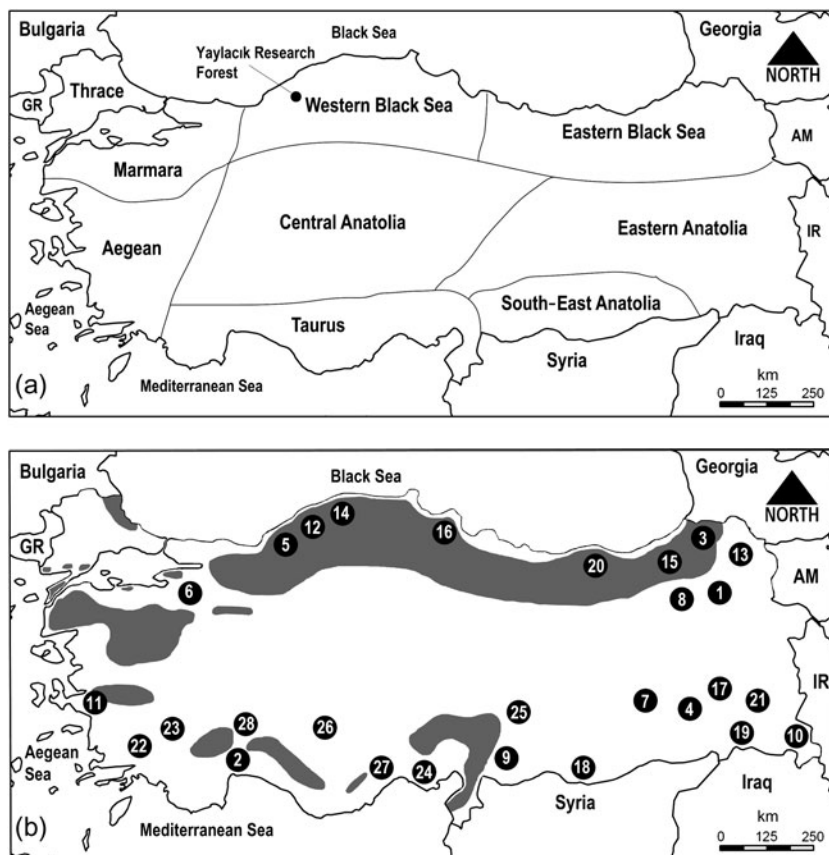 Bulgaria
Black Sea
Georgia
Yaylacık Research
Forest
NORTH
Thrace
GR
Western Black Sea
Eastern Black Sea
AM
Marmara
Central Anatolia
Eastern Anatolia
IR
Aegean
Aegean
Sea
South-East Anatolia
Taurus
Iraq
Syria
(a)
Mediterranean Sea
km
0 125 250
Bulgaria
Black Sea
Georgia
NORTH
GR
14
12
16
3
5
13
20
15
AM
6
8
1
IR
11
7
4
17
21
25
28
26
23
22
2
19
10
Aegean
Sea
9
27
24
18
Iraq
Syria
(b)
Mediterranean Sea
km
0 125 250